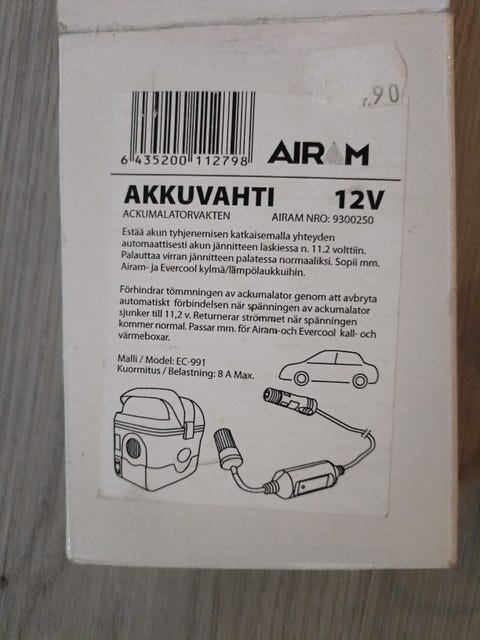 .90
6 435200 112798
AIRAM
AKKUVAHTI 12V
ACKUMALATORVAKTEN AIRAM NRO: 9300250
Estää akun tyhjenemisen katkaisemalla yhteyden
automaattisesti akun jännitteen laskiessa n. 11.2 volttiin.
Palauttaa virran jännitteen palatessa normaaliksi. Sopii mm.
Airam- ja Evercool kylmä/lämpölaukkuihin.
Förhindrar tömmningen av ackumalator genom att avbryta
automatiskt förbindelsen när spänningen av ackumalator
sjunker till 11,2 v. Returnerar strömmet när spänningen
kommer normal. Passar mm. för Airam-och Evercool kall- och
värmeboxar.
Malli / Model: EC-991
Kuormitus / Belastning: 8 A Max.